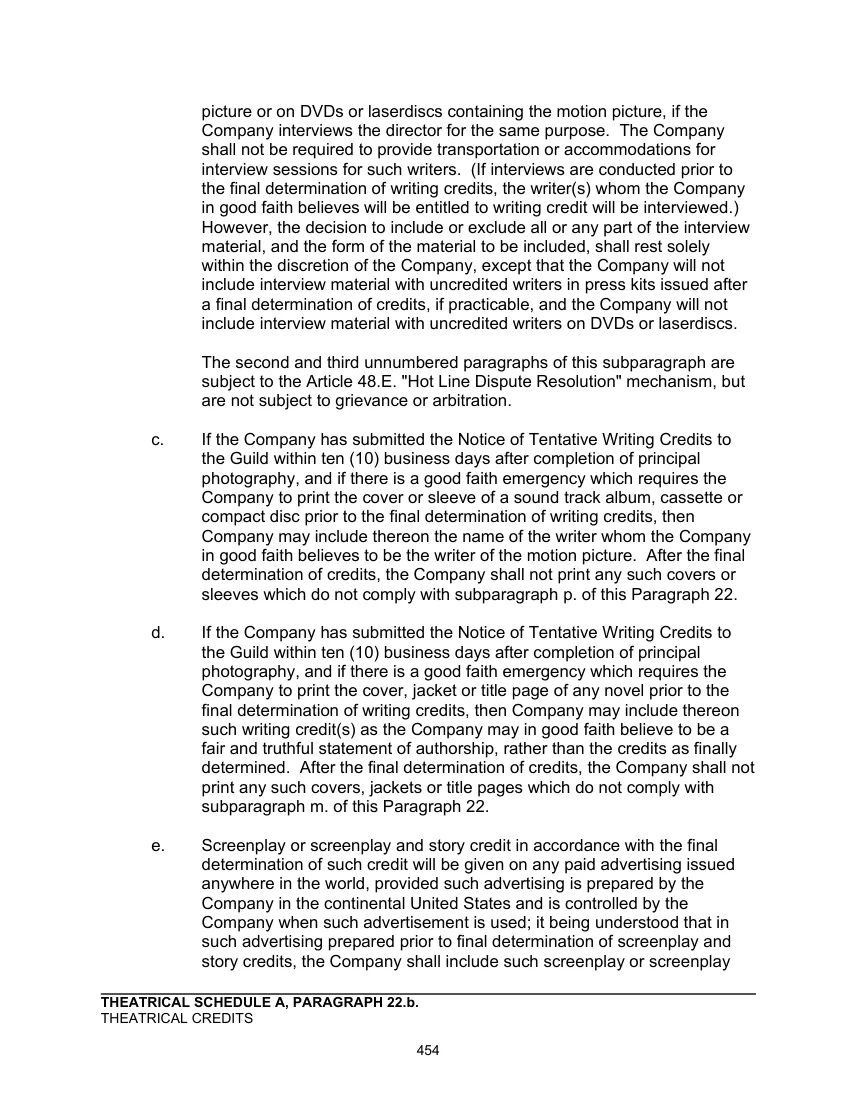 picture or on DVDs or laserdiscs containing the motion picture, if the
Company interviews the director for the same purpose.  The Company
shall not be required to provide transportation or accommodations for
interview sessions for such writers.  (If interviews are conducted prior to
the final determination of writing credits, the writer(s) whom the Company
in good faith believes will be entitled to writing credit will be interviewed.)
However, the decision to include or exclude all or any part of the interview
material, and the form of the material to be included, shall rest solely
within the discretion of the Company, except that the Company will not
include interview material with uncredited writers in press kits issued after
a final determination of credits, if practicable, and the Company will not
include interview material with uncredited writers on DVDs or laserdiscs.
The second and third unnumbered paragraphs of this subparagraph are
subject to the Article 48.E. "Hot Line Dispute Resolution" mechanism, but
are not subject to grievance or arbitration.
c. If the Company has submitted the Notice of Tentative Writing Credits to
the Guild within ten (10) business days after completion of principal
photography, and if there is a good faith emergency which requires the
Company to print the cover or sleeve of a sound track album, cassette or
compact disc prior to the final determination of writing credits, then
Company may include thereon the name of the writer whom the Company
in good faith believes to be the writer of the motion picture.  After the final
determination of credits, the Company shall not print any such covers or
sleeves which do not comply with subparagraph p. of this Paragraph 22.
d. If the Company has submitted the Notice of Tentative Writing Credits to
the Guild within ten (10) business days after completion of principal
photography, and if there is a good faith emergency which requires the
Company to print the cover, jacket or title page of any novel prior to the
final determination of writing credits, then Company may include thereon
such writing credit(s) as the Company may in good faith believe to be a
fair and truthful statement of authorship, rather than the credits as finally
determined.  After the final determination of credits, the Company shall not
print any such covers, jackets or title pages which do not comply with
subparagraph m. of this Paragraph 22.
e. Screenplay or screenplay and story credit in accordance with the final
determination of such credit will be given on any paid advertising issued
anywhere in the world, provided such advertising is prepared by the
Company in the continental United States and is controlled by the
Company when such advertisement is used; it being understood that in
such advertising prepared prior to final determination of screenplay and
story credits, the Company shall include such screenplay or screenplay
THEATRICAL SCHEDULE A, PARAGRAPH 22.b.
THEATRICAL CREDITS
454